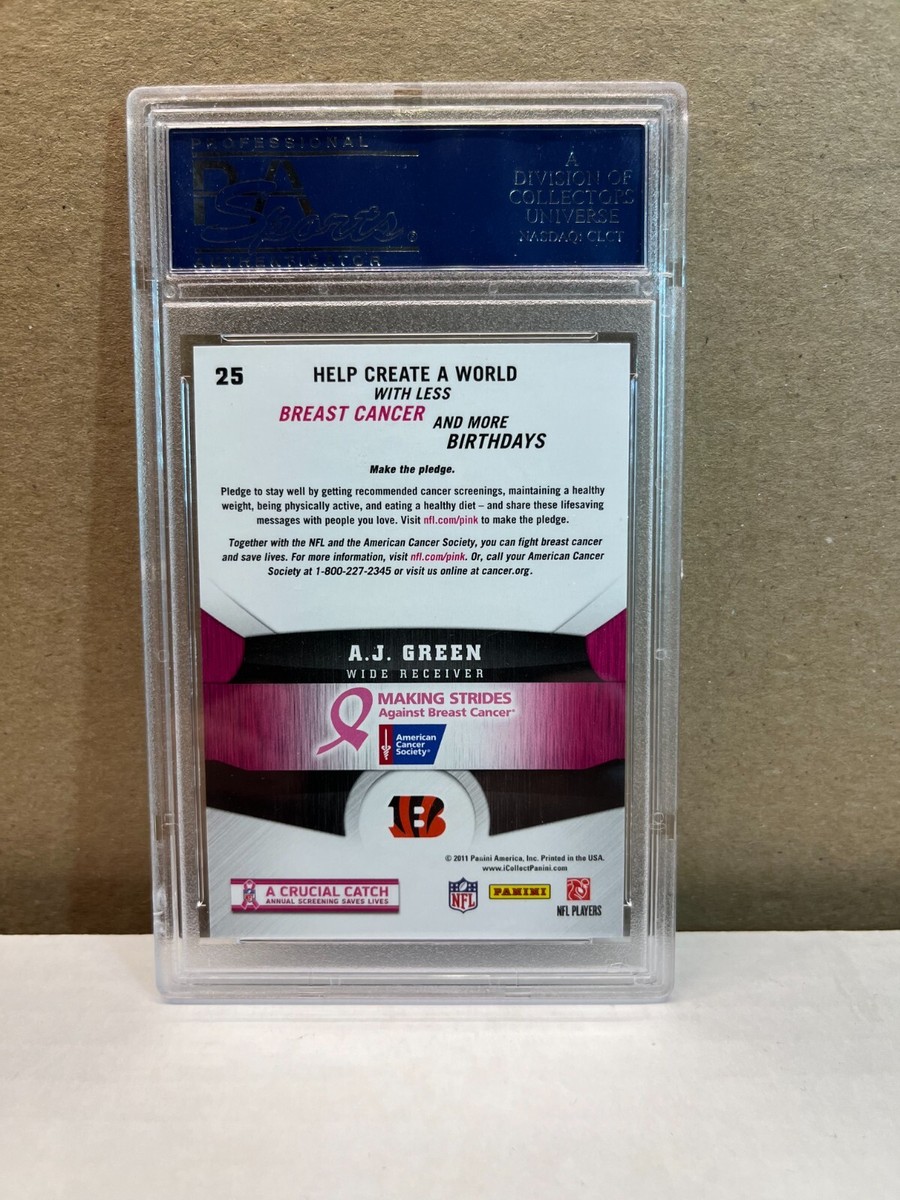 PROFESSIONAL
PSA
Sports®
AUTHENTICATOR
A
DIVISION OF
COLLECTORS
UNIVERSE
NASDAQ: CLCT
25
HELP CREATE A WORLD
WITH LESS
BREAST CANCER AND MORE
BIRTHDAYS
Make the pledge.
Pledge to stay well by getting recommended cancer screenings, maintaining a healthy
weight, being physically active, and eating a healthy diet – and share these lifesaving
messages with people you love. Visit nfl.com/pink to make the pledge.
Together with the NFL and the American Cancer Society, you can fight breast cancer
and save lives. For more information, visit nfl.com/pink. Or, call your American Cancer
Society at 1-800-227-2345 or visit us online at cancer.org.
A.J. GREEN
WIDE RECEIVER
MAKING STRIDES
Against Breast Cancer®
American
Cancer
Society®
B
© 2011 Panini America, Inc. Printed in the USA.
www.iCollectPanini.com
A CRUCIAL CATCH
ANNUAL SCREENING SAVES LIVES
NFL
PANINI
NFL PLAYERS